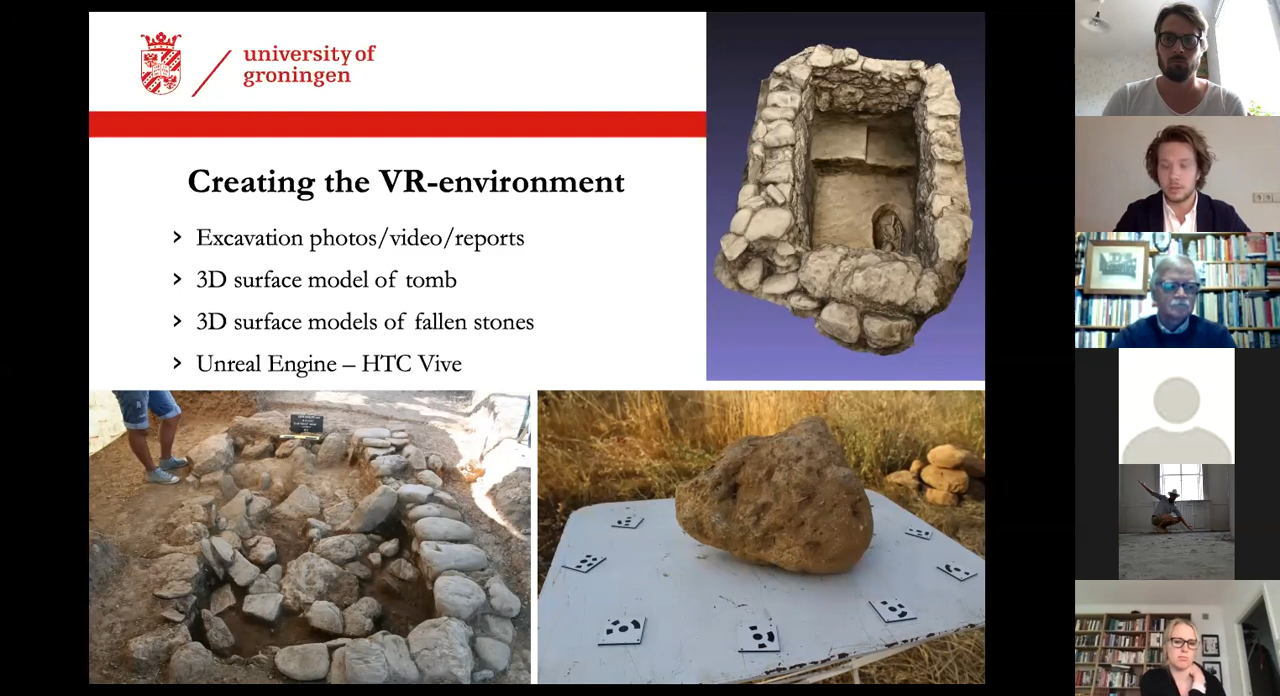 university of
groningen
Creating the VR-environment
› Excavation photos/video/reports
› 3D surface model of tomb
› 3D surface models of fallen stones
› Unreal Engine – HTC Vive